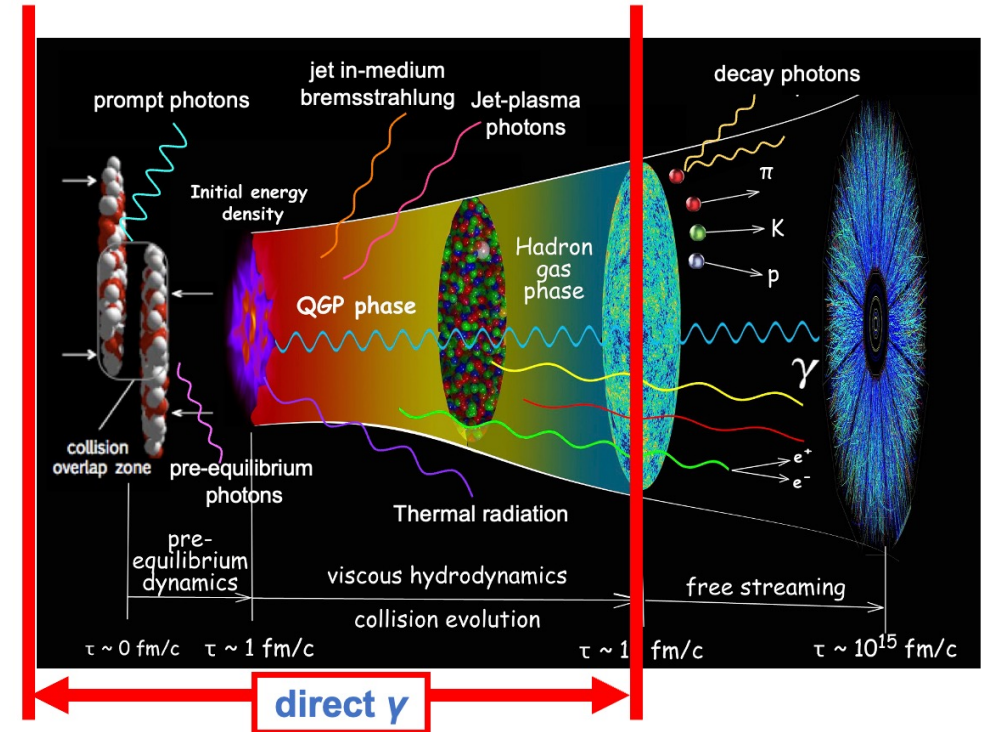 jet in-medium
bremsstrahlung
decay photons
prompt photons
Jet-plasma
photons
π
Initial energy
density
K
Hadron
gas
phase
p
QGP phase
γ
collision
overlap zone
pre-equilibrium
photons
e⁺
e⁻
Thermal radiation
pre-
equilibrium
dynamics
viscous hydrodynamics
free streaming
collision evolution
τ ~ 0 fm/c
τ ~ 1 fm/c
τ ~ 1 fm/c
τ ~ 10¹⁵ fm/c
direct γ